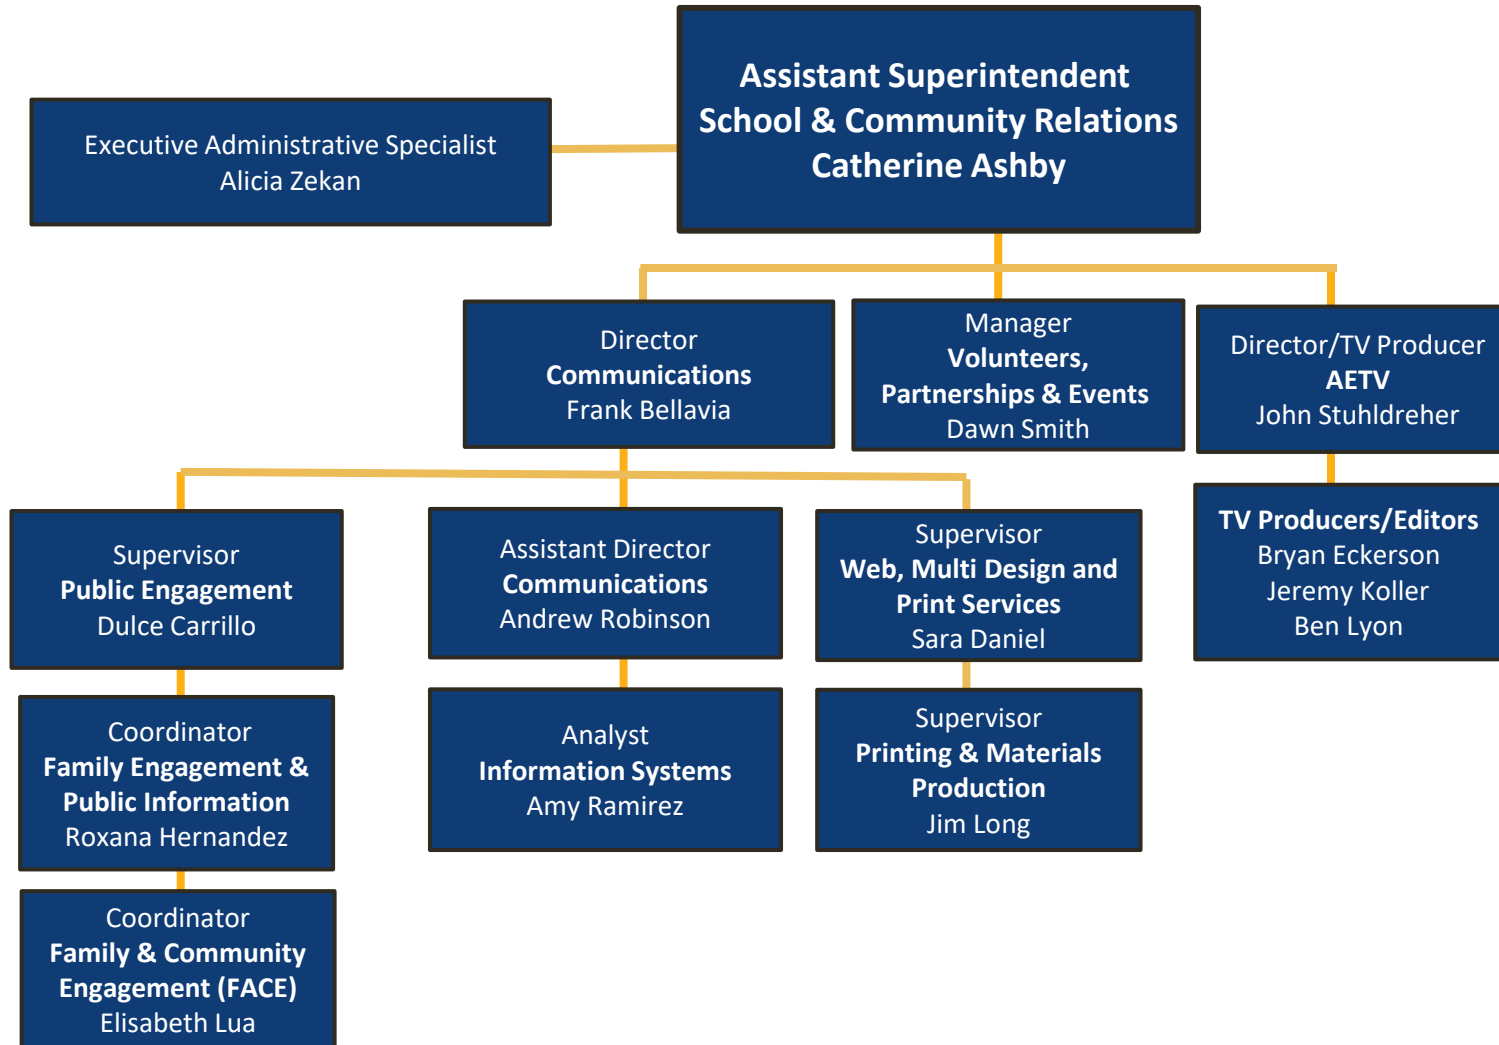 Assistant Superintendent
School & Community Relations
Catherine Ashby
Executive Administrative Specialist
Alicia Zekan
Director
Communications
Frank Bellavia
Manager
Volunteers,
Partnerships & Events
Dawn Smith
Director/TV Producer
AETV
John Stuhldreher
Supervisor
Public Engagement
Dulce Carrillo
Assistant Director
Communications
Andrew Robinson
Supervisor
Web, Multi Design and
Print Services
Sara Daniel
TV Producers/Editors
Bryan Eckerson
Jeremy Koller
Ben Lyon
Coordinator
Family Engagement &
Public Information
Roxana Hernandez
Analyst
Information Systems
Amy Ramirez
Supervisor
Printing & Materials
Production
Jim Long
Coordinator
Family & Community
Engagement (FACE)
Elisabeth Lua